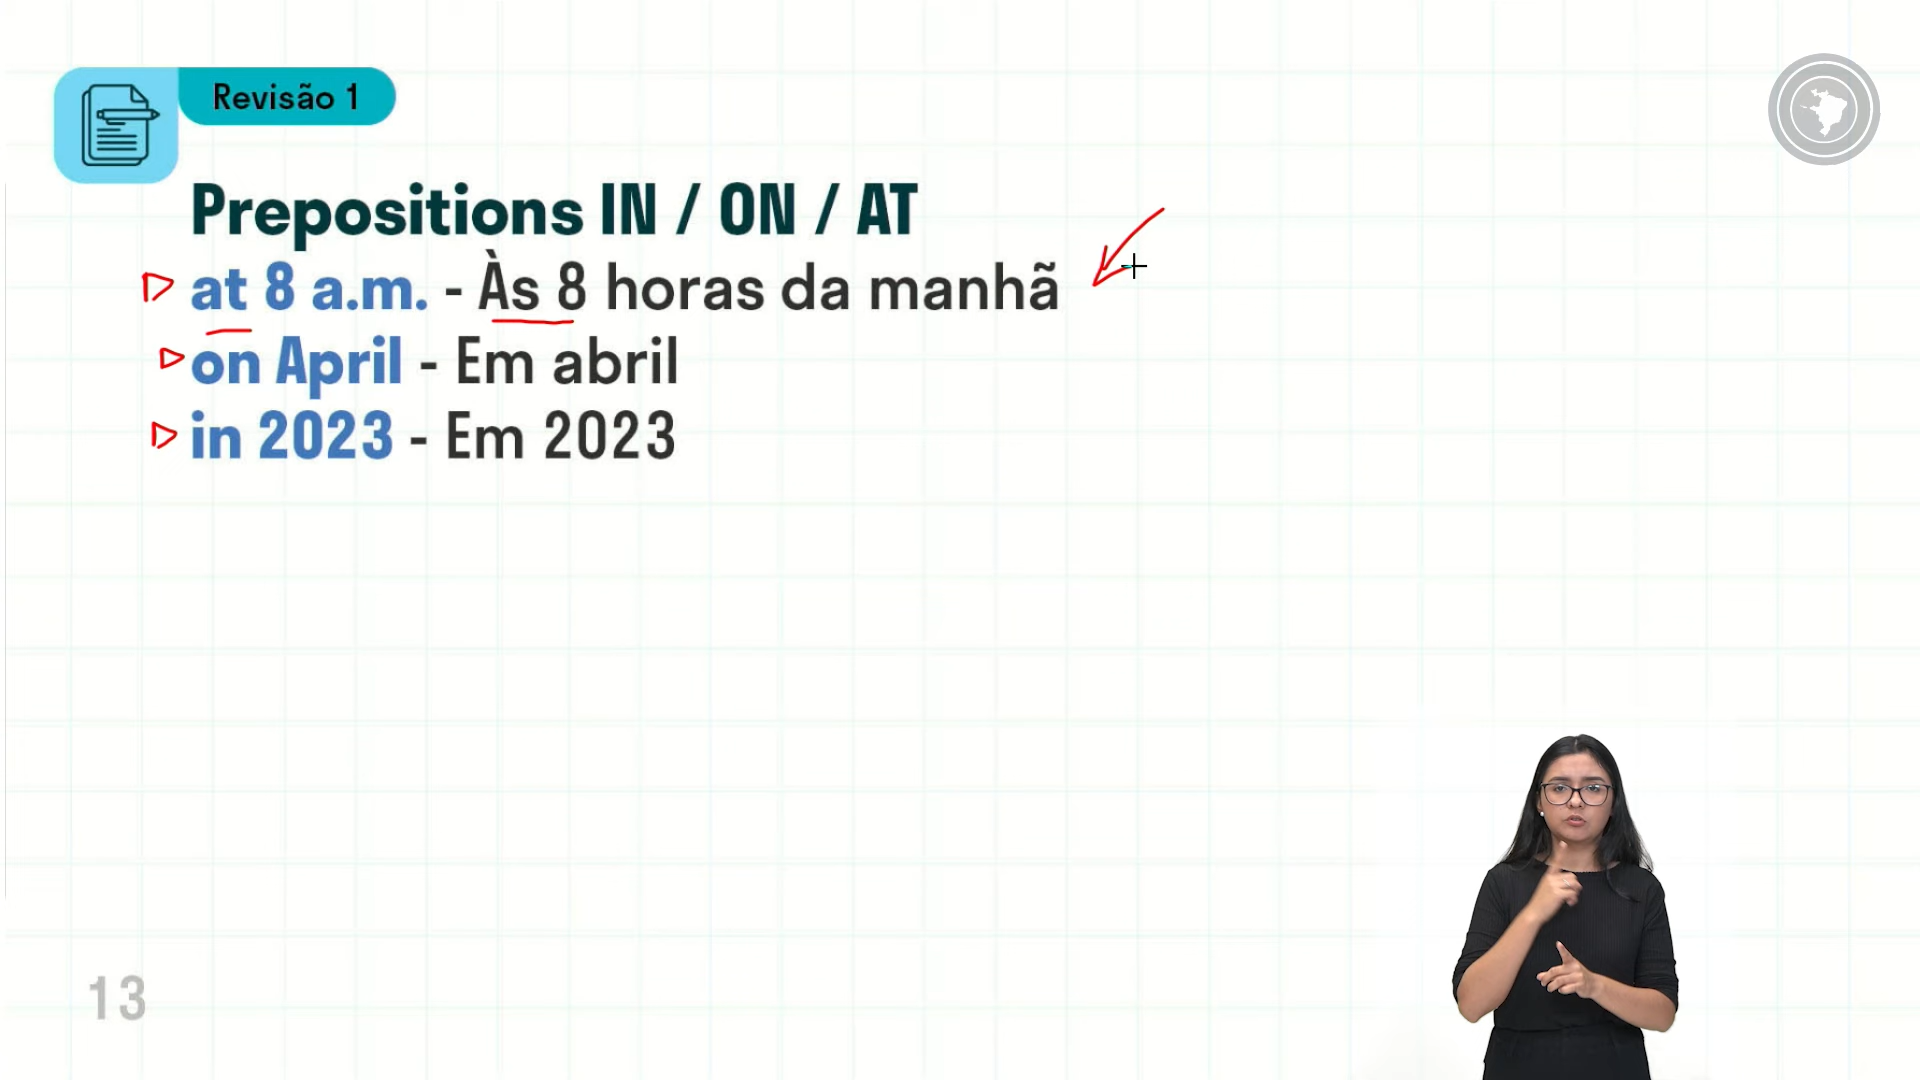 Revisão 1
Prepositions IN / ON / AT
at 8 a.m. - Às 8 horas da manhã
on April - Em abril
in 2023 - Em 2023
13